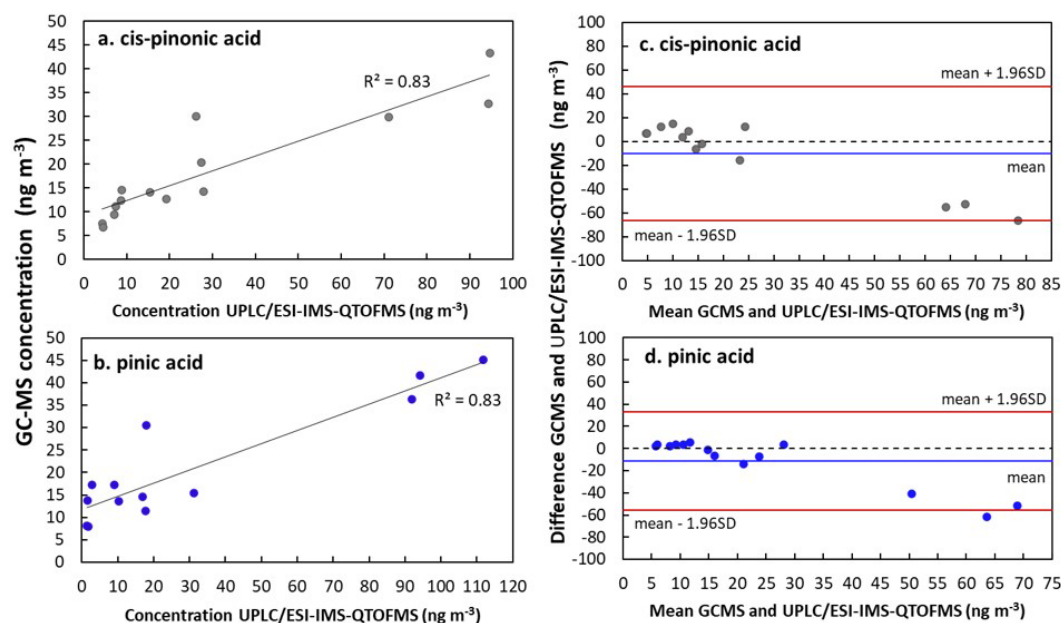 a. cis-pinonic acid
R² = 0.83
50
45
40
35
30
25
20
15
10
5
0
0 10 20 30 40 50 60 70 80 90 100
Concentration UPLC/ESI-IMS-QTOFMS (ng m⁻³)
GC-MS concentration (ng m⁻³)
b. pinic acid
R² = 0.83
50
45
40
35
30
25
20
15
10
5
0
0 10 20 30 40 50 60 70 80 90 100 110 120
Concentration UPLC/ESI-IMS-QTOFMS (ng m⁻³)
c. cis-pinonic acid
mean + 1.96SD
mean
mean - 1.96SD
100
80
60
40
20
0
-20
-40
-60
-80
-100
0 5 10 15 20 25 30 35 40 45 50 55 60 65 70 75 80 85
Mean GCMS and UPLC/ESI-IMS-QTOFMS (ng m⁻³)
Difference GCMS and UPLC/ESI-IMS-QTOFMS (ng m⁻³)
d. pinic acid
mean + 1.96SD
mean
mean - 1.96SD
100
80
60
40
20
0
-20
-40
-60
-80
-100
0 5 10 15 20 25 30 35 40 45 50 55 60 65 70 75
Mean GCMS and UPLC/ESI-IMS-QTOFMS (ng m⁻³)